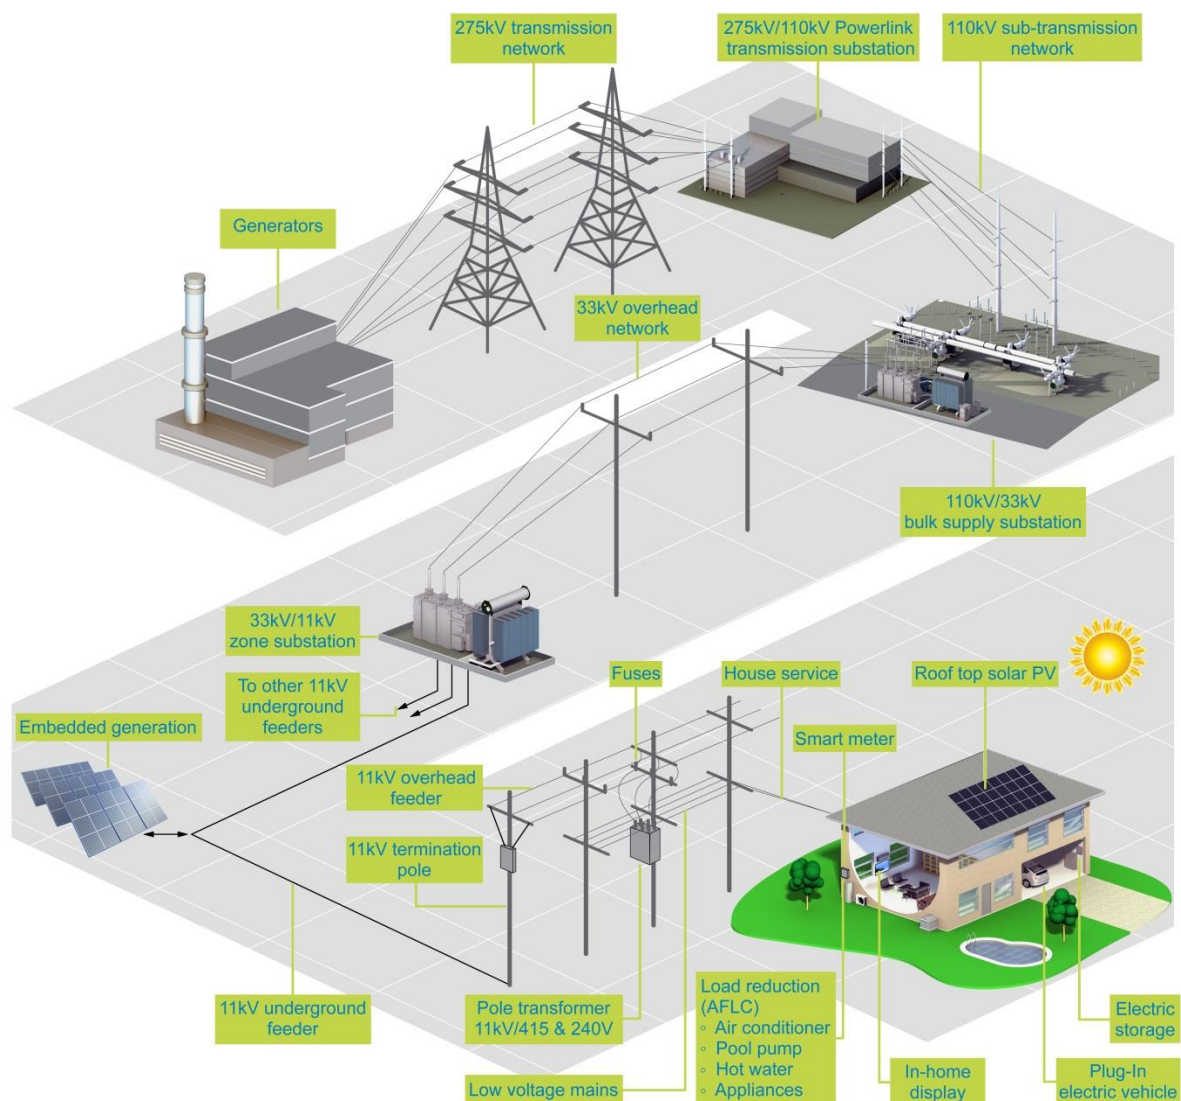 275kV transmission
network
275kV/110kV Powerlink
transmission substation
110kV sub-transmission
network
Generators
33kV overhead
network
110kV/33kV
bulk supply substation
33kV/11kV
zone substation
To other 11kV
underground
feeders
Embedded generation
Fuses
House service
Roof top solar PV
Smart meter
11kV overhead
feeder
11kV termination
pole
11kV underground
feeder
Pole transformer
11kV/415 & 240V
Low voltage mains
Load reduction
(AFLC)
◦ Air conditioner
◦ Pool pump
◦ Hot water
◦ Appliances
In-home
display
Electric
storage
Plug-In
electric vehicle